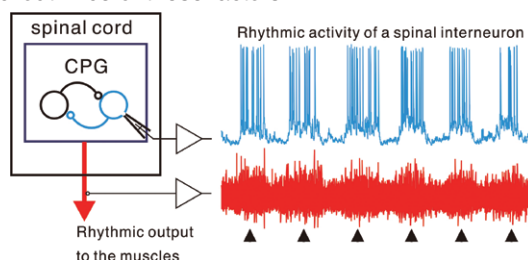 spinal cord
CPG
Rhythmic activity of a spinal interneuron
Rhythmic output
to the muscles